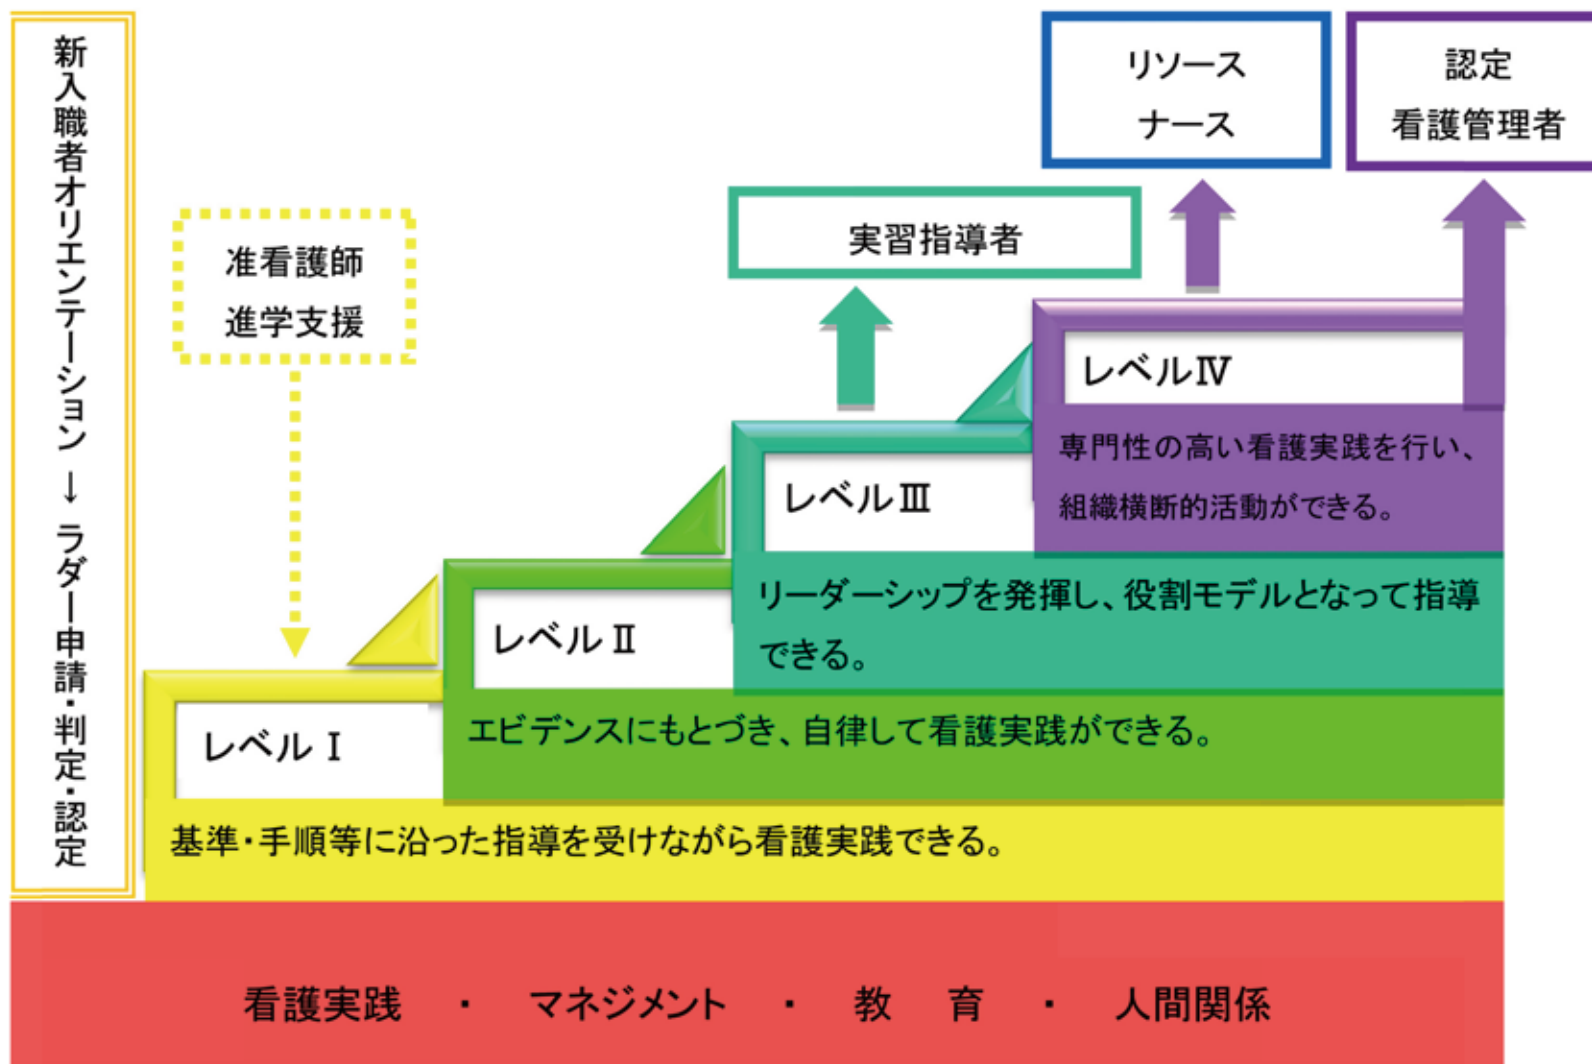 新入職者オリエンテーション → ラダー申請・判定・認定
リソース
ナース
認定
看護管理者
実習指導者
准看護師
進学支援
レベルⅣ
専門性の高い看護実践を行い、
組織横断的活動ができる。
レベルⅢ
リーダーシップを発揮し、役割モデルとなって指導
できる。
レベルⅡ
エビデンスにもとづき、自律して看護実践ができる。
レベルⅠ
基準・手順等に沿った指導を受けながら看護実践できる。
看護実践 ・ マネジメント ・ 教 育 ・ 人間関係